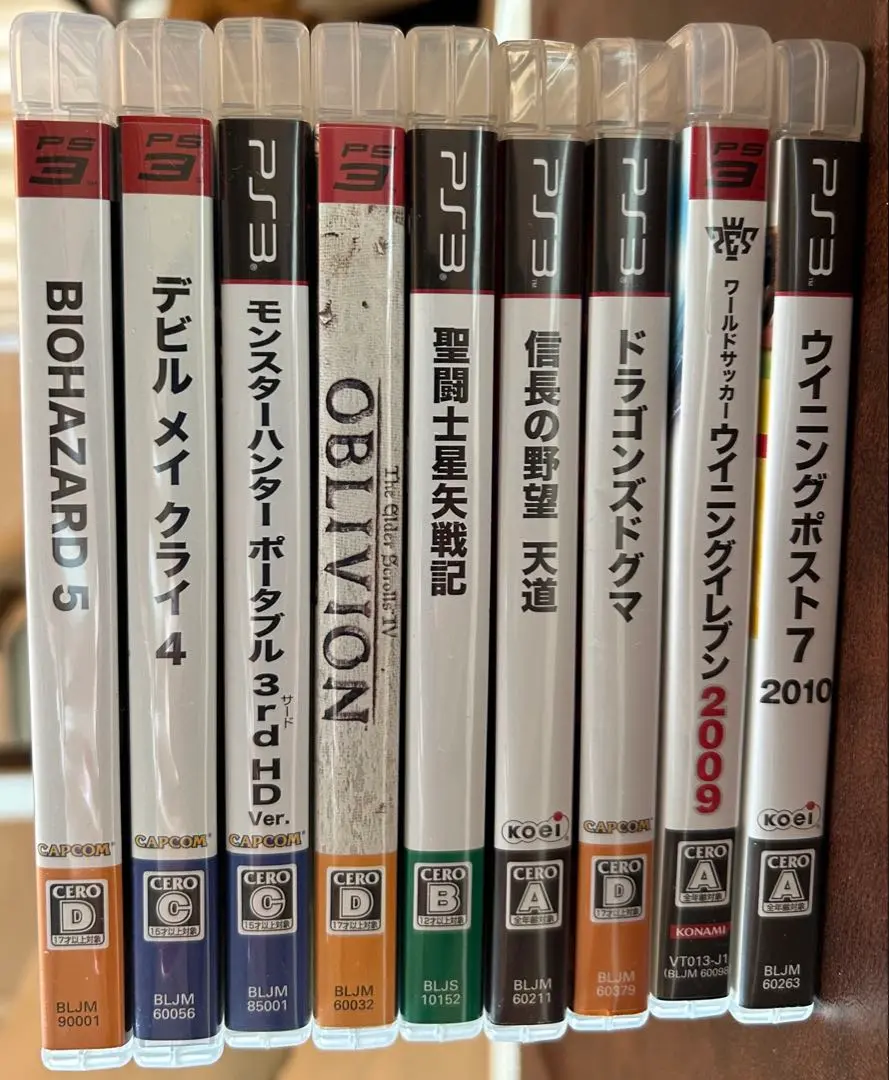 PS3
BIOHAZARD 5
CAPCOM
CERO
D
17才以上対象
BLJM
90001
PS3
デビル メイ クライ 4
CAPCOM
CERO
C
15才以上対象
BLJM
60056
PS3
モンスターハンター ポータブル 3rd HD Ver.
サード
CAPCOM
CERO
C
15才以上対象
BLJM
85001
PS3
The Elder Scrolls IV
OBLIVION
CERO
D
17才以上対象
BLJM
60032
PS3
聖闘士星矢戦記
CERO
B
12才以上対象
BLJS
10152
PS3
信長の野望 天道
KOEI
CERO
A
全年齢対象
BLJM
60211
PS3
ドラゴンズドグマ
CAPCOM
CERO
D
17才以上対象
BLJM
60379
PS3
PES
ワールドサッカーウイニングイレブン2009
CERO
A
全年齢対象
KONAMI
VT013-J1
(BLJM 60098)
PS3
ウイニングポスト7
2010
KOEI
CERO
A
全年齢対象
BLJM
60263